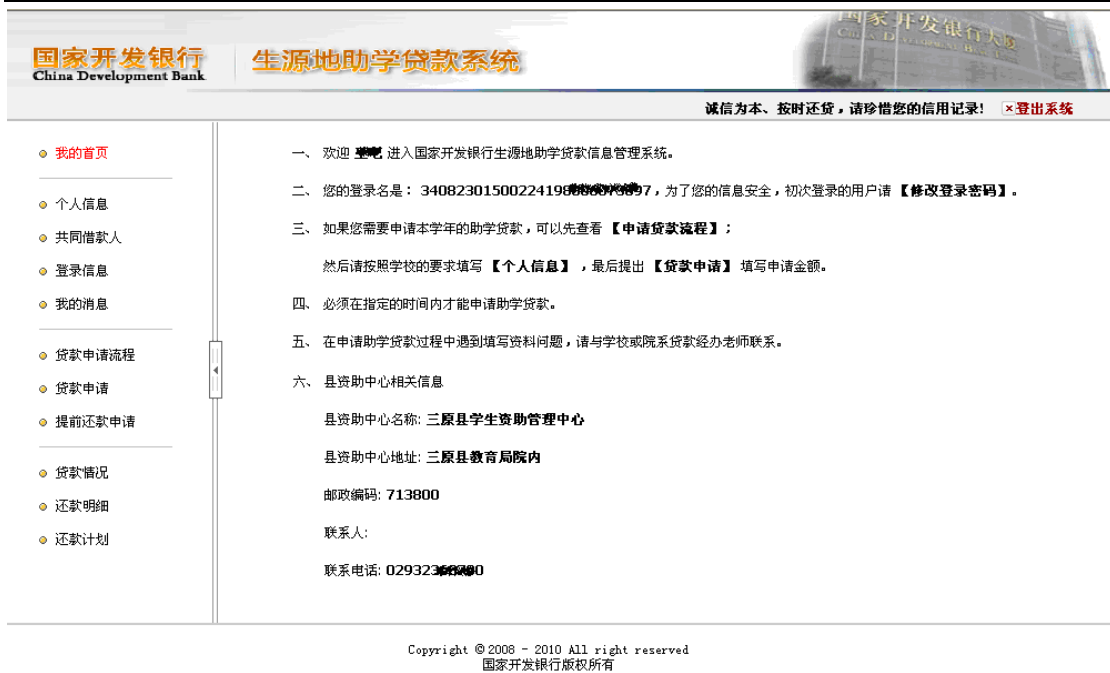 国家开发银行
China Development Bank
生源地助学贷款系统
国家开发银行大厦
诚信为本、按时还贷，请珍惜您的信用记录! ×登出系统
我的首页
个人信息
共同借款人
登录信息
我的消息
贷款申请流程
贷款申请
提前还款申请
贷款情况
还款明细
还款计划
一、 欢迎 进入国家开发银行生源地助学贷款信息管理系统。
二、 您的登录名是： ，为了您的信息安全，初次登录的用户请 【修改登录密码】。
三、 如果您需要申请本学年的助学贷款，可以先查看 【申请贷款流程】；
然后请按照学校的要求填写 【个人信息】 ，最后提出 【贷款申请】 填写申请金额。
四、 必须在指定的时间内才能申请助学贷款。
五、 在申请助学贷款过程中遇到填写资料问题，请与学校或院系贷款经办老师联系。
六、 县资助中心相关信息
县资助中心名称: 三原县学生资助管理中心
县资助中心地址: 三原县教育局院内
邮政编码: 713800
联系人:
联系电话:
Copyright ©2008 - 2010 All right reserved
国家开发银行版权所有